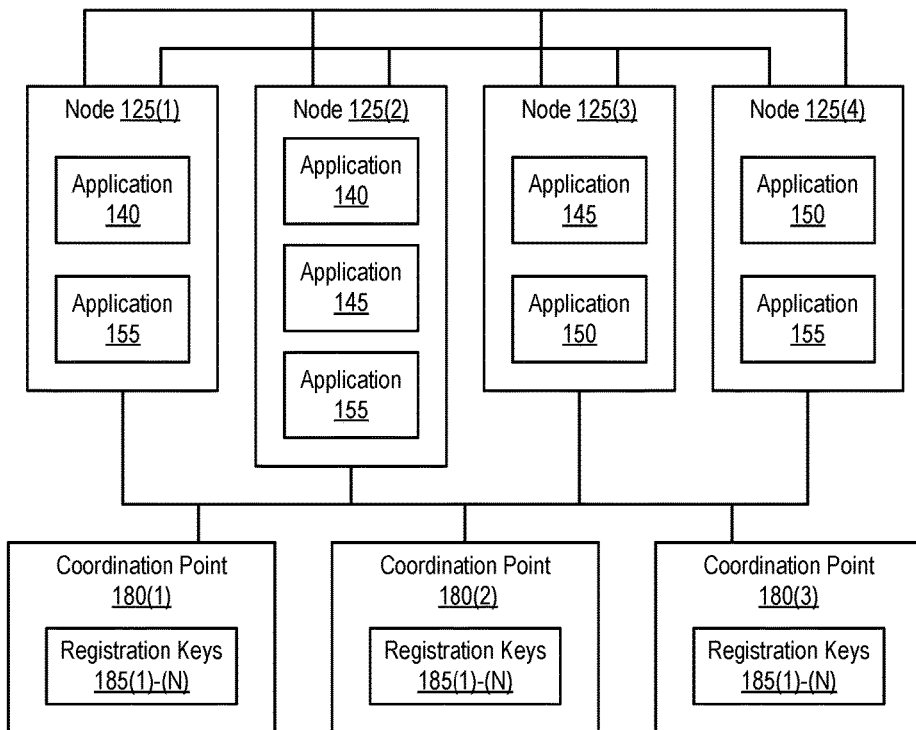 Node 125(1)
Application
140
Application
155
Node 125(2)
Application
140
Application
145
Application
155
Node 125(3)
Application
145
Application
150
Node 125(4)
Application
150
Application
155
Coordination Point
180(1)
Registration Keys
185(1)-(N)
Coordination Point
180(2)
Registration Keys
185(1)-(N)
Coordination Point
180(3)
Registration Keys
185(1)-(N)